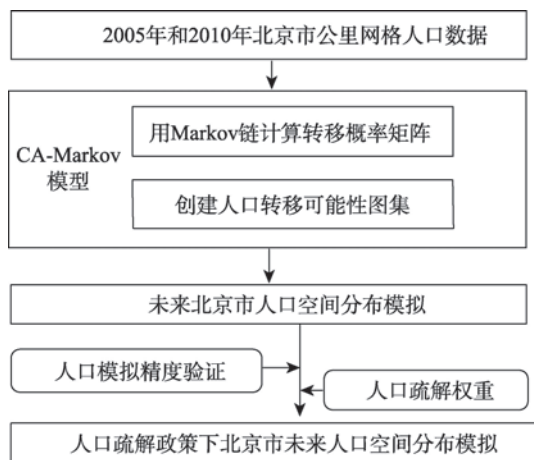 2005年和2010年北京市公里网格人口数据
CA-Markov
模型
用Markov链计算转移概率矩阵
创建人口转移可能性图集
未来北京市人口空间分布模拟
人口模拟精度验证
人口疏解权重
人口疏解政策下北京市未来人口空间分布模拟